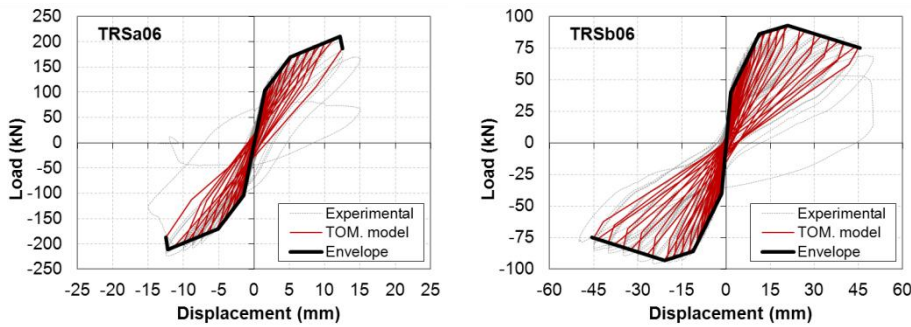 TRSa06
250
200
150
100
50
0
-50
-100
-150
-200
-250
Load (kN)
-25 -20 -15 -10 -5 0 5 10 15 20 25
Displacement (mm)
Experimental
TOM. model
Envelope
TRSb06
100
75
50
25
0
-25
-50
-75
-100
Load (kN)
-60 -45 -30 -15 0 15 30 45 60
Displacement (mm)
Experimental
TOM. model
Envelope